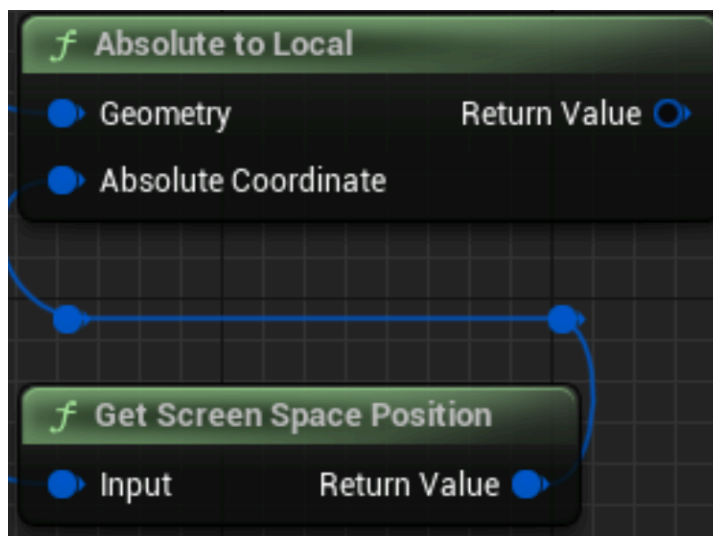 f Absolute to Local
Geometry Return Value
Absolute Coordinate
f Get Screen Space Position
Input Return Value